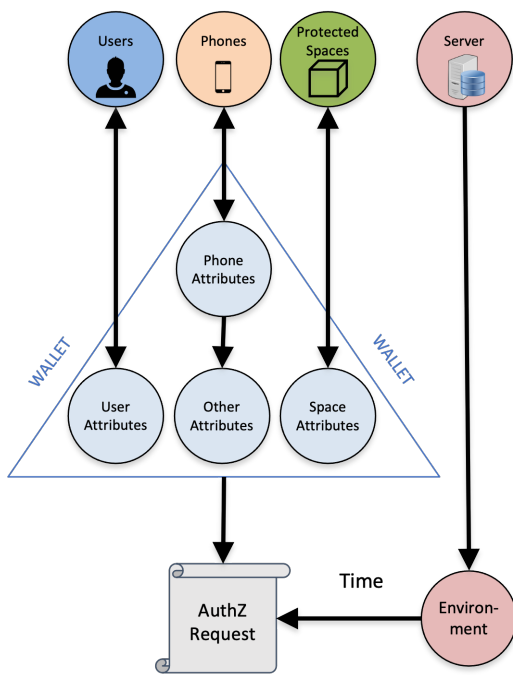 Users
Phones
Protected
Spaces
Server
Phone
Attributes
WALLET
WALLET
User
Attributes
Other
Attributes
Space
Attributes
Time
AuthZ
Request
Environ-
ment